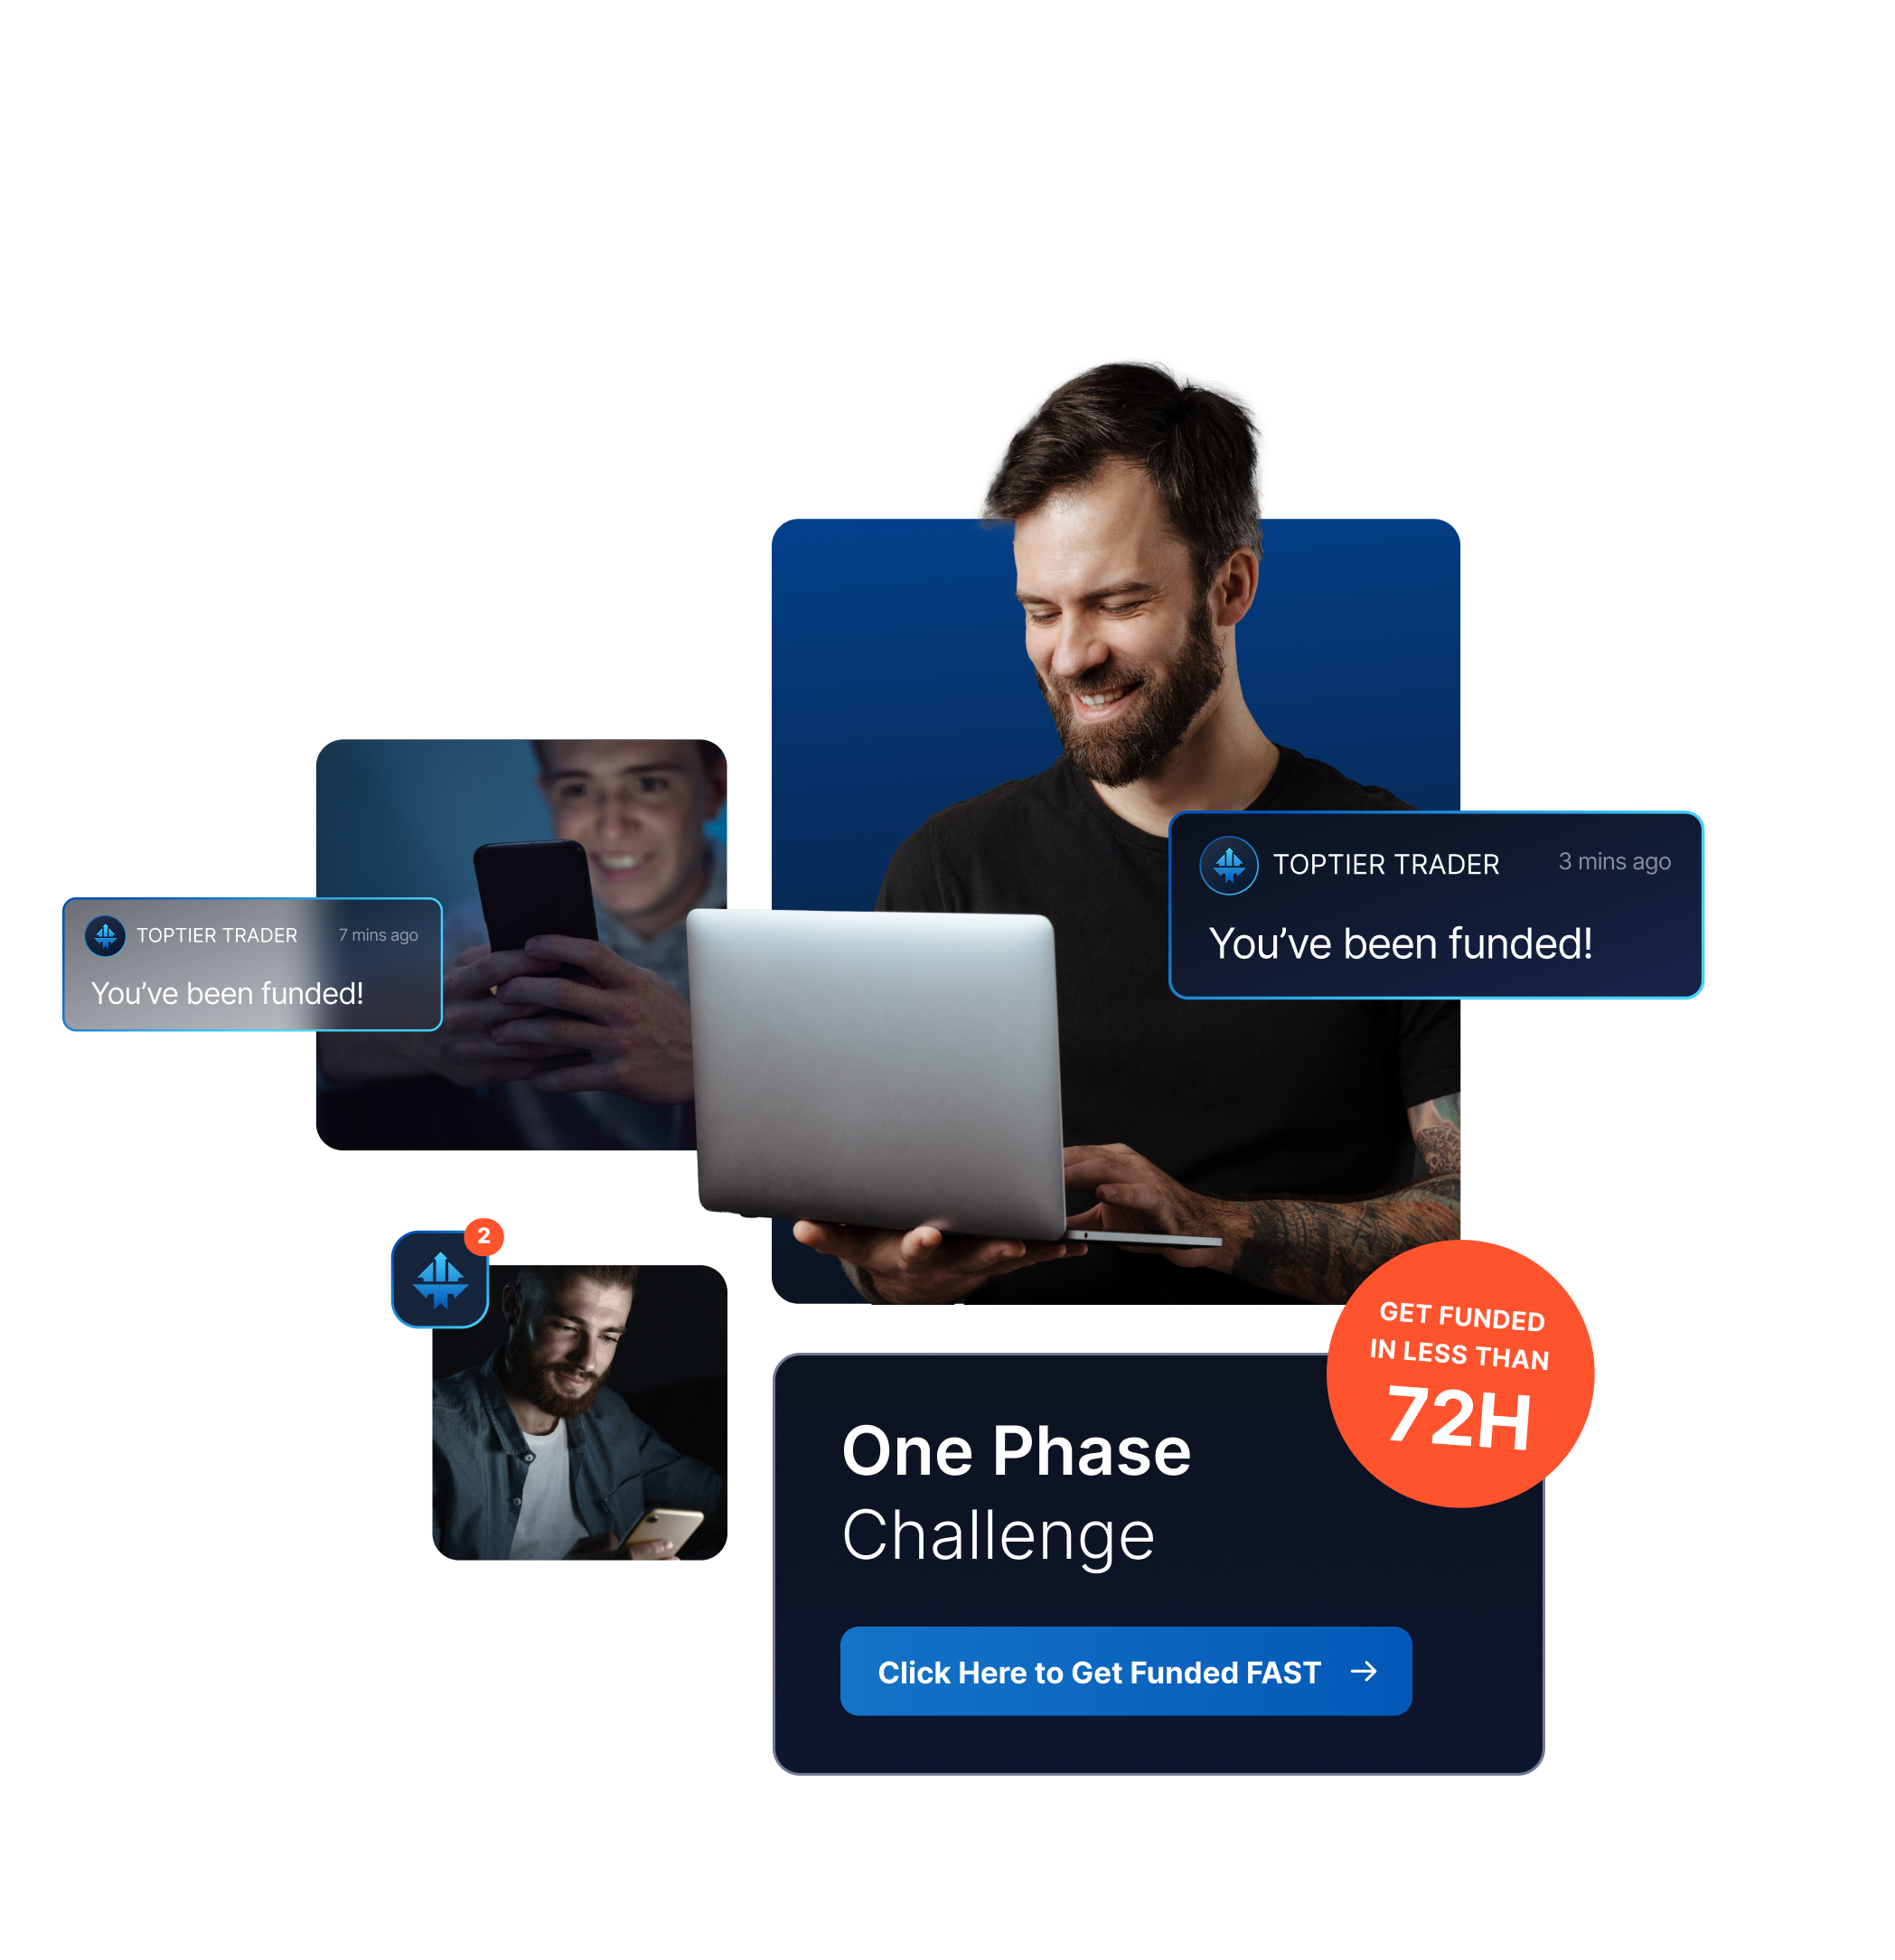 TOPTIER TRADER 3 mins ago
You’ve been funded!
TOPTIER TRADER 7 mins ago
You’ve been funded!
2
GET FUNDED
IN LESS THAN
72H
One Phase
Challenge
Click Here to Get Funded FAST →